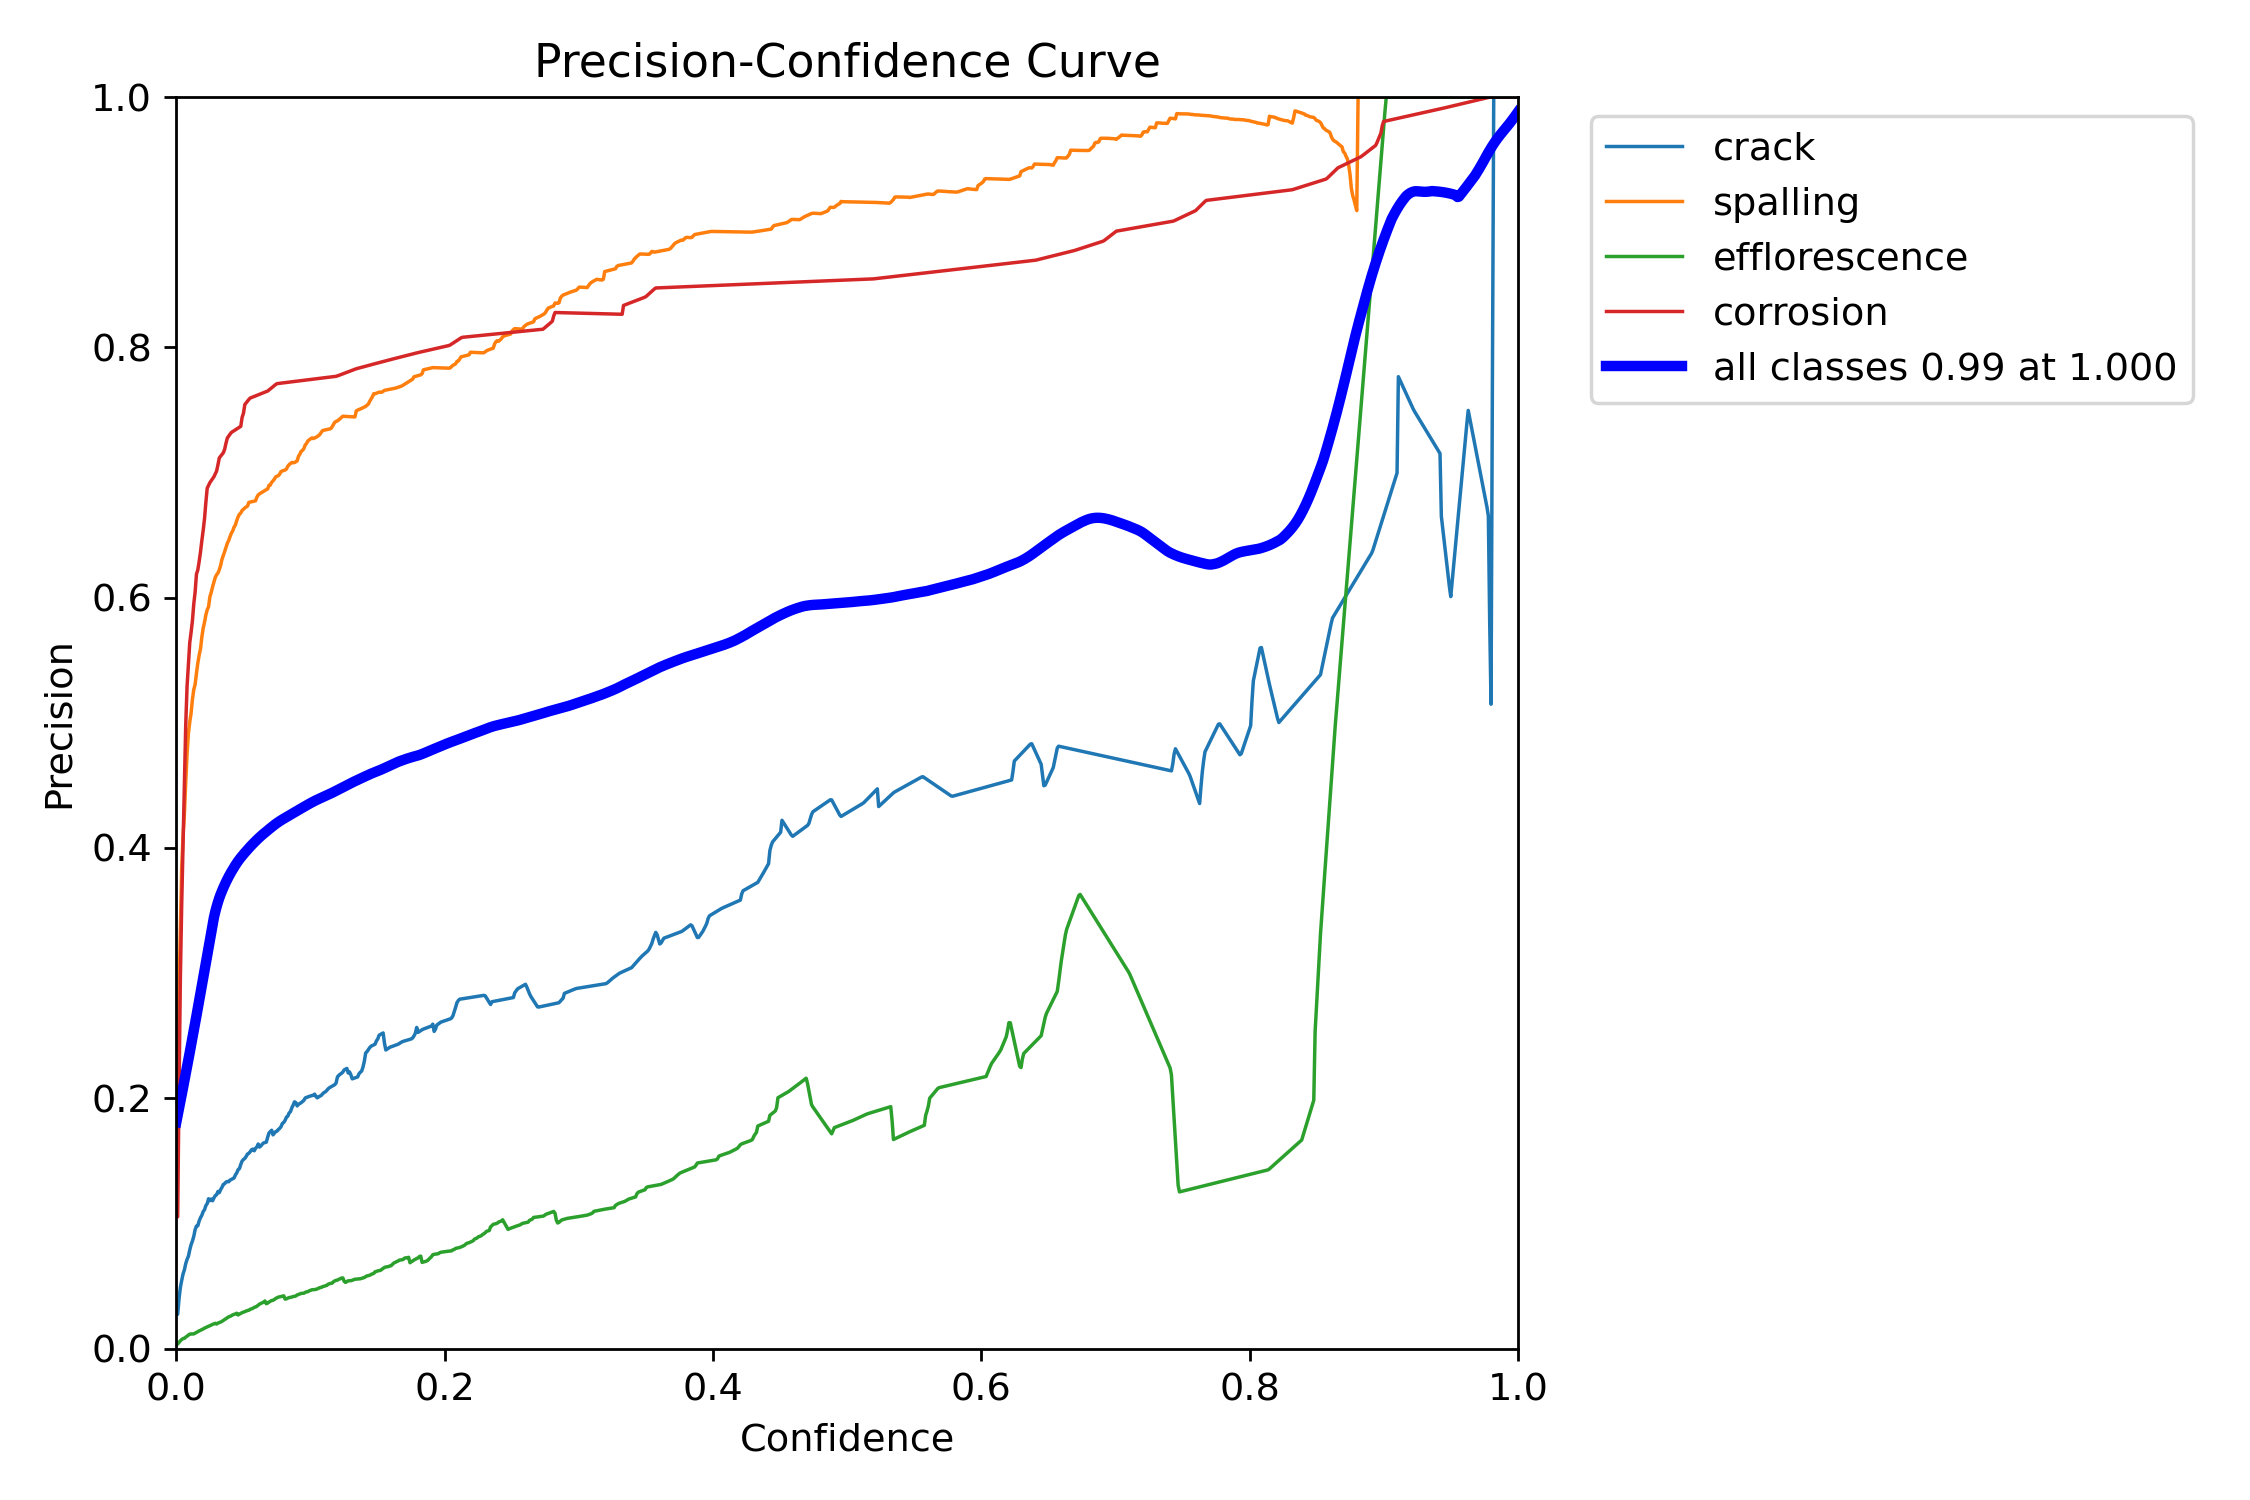 Precision-Confidence Curve
Precision
1.0
0.8
0.6
0.4
0.2
0.0
0.0 0.2 0.4 0.6 0.8 1.0
Confidence
crack
spalling
efflorescence
corrosion
all classes 0.99 at 1.000